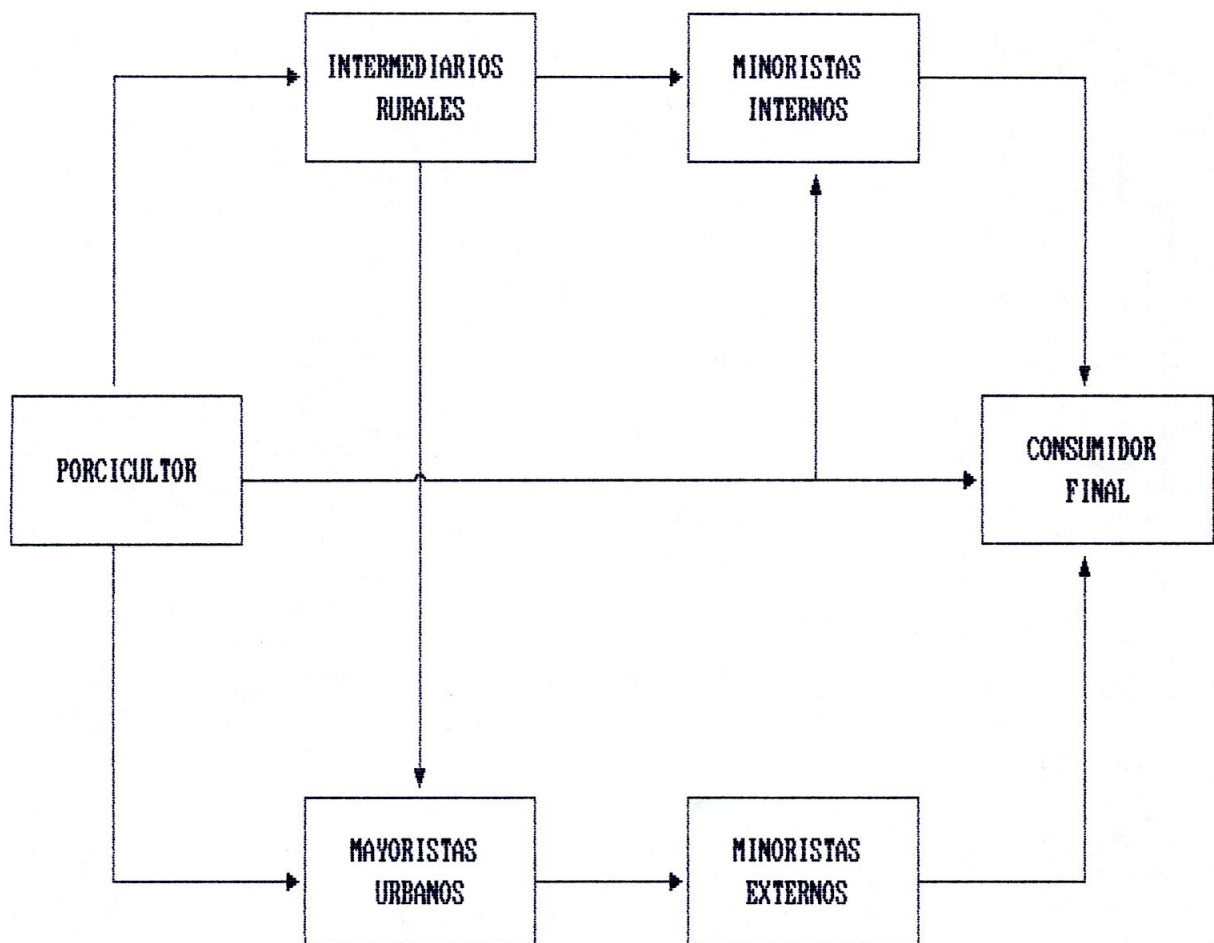 INTERMEDIARIOS
RURALES
MINORISTAS
INTERNOS
PORCICULTOR
CONSUMIDOR
FINAL
MAYORISTAS
URBANOS
MINORISTAS
EXTERNOS